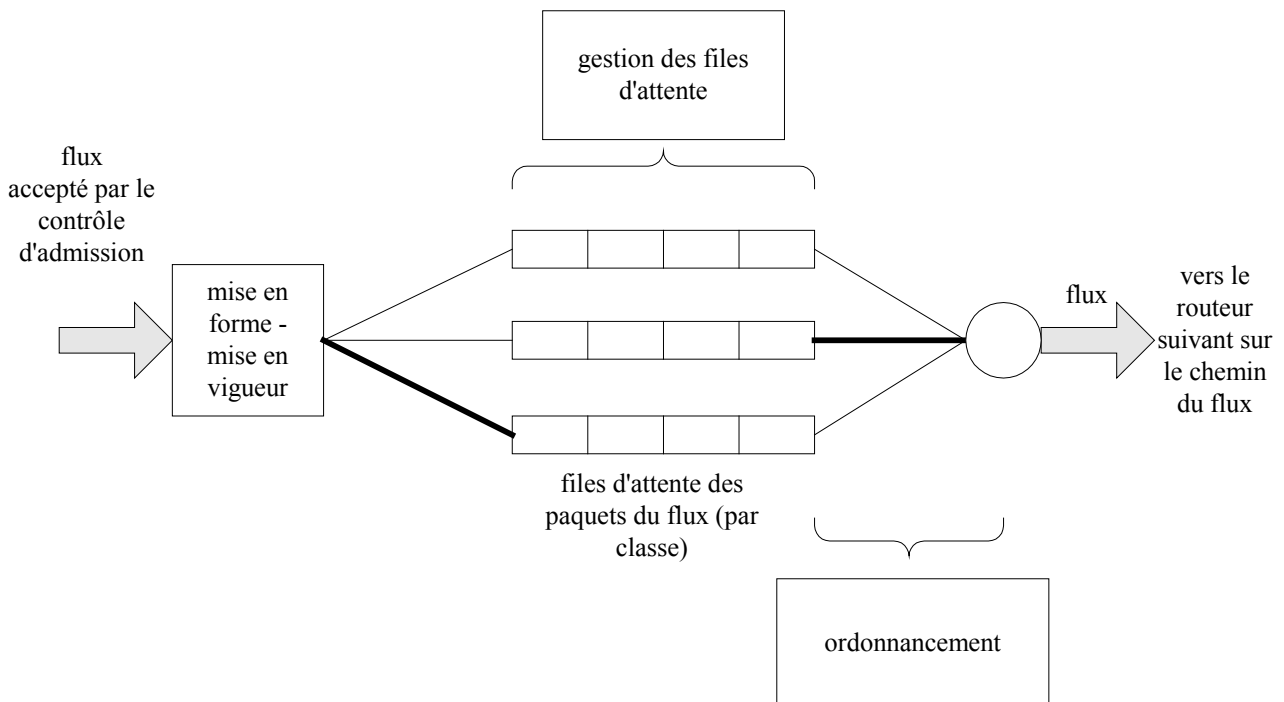 gestion des files
d'attente
flux
accepté par le
contrôle
d'admission
mise en
forme -
mise en
vigueur
flux
vers le
routeur
suivant sur
le chemin
du flux
files d'attente des
paquets du flux (par
classe)
ordonnancement